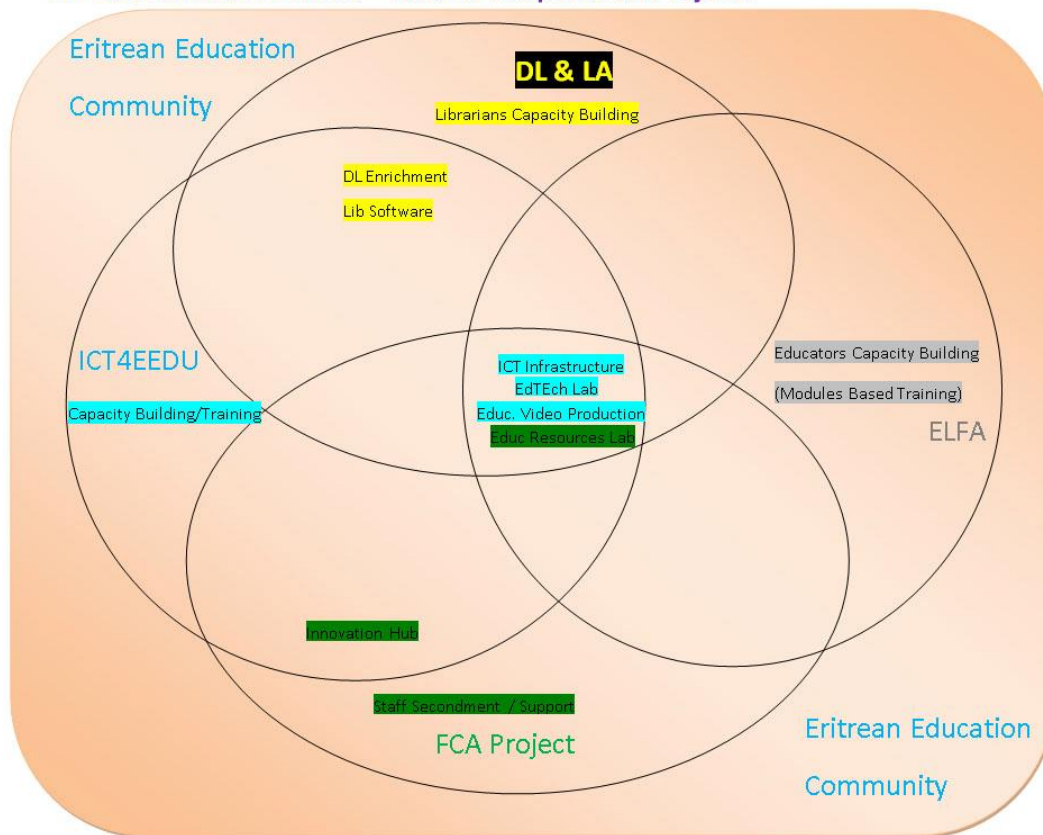 Eritrean Education
Community
DL & LA
Librarians Capacity Building
DL Enrichment
Lib Software
ICT4EEDU
Capacity Building/Training
ICT Infrastructure
EdTEch Lab
Educ. Video Production
Educ Resources Lab
Educators Capacity Building
(Modules Based Training)
ELFA
Innovation Hub
Staff Secondment / Support
FCA Project
Eritrean Education
Community